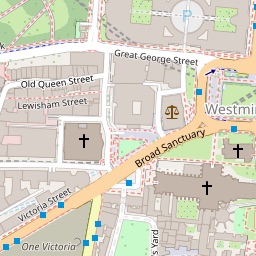 Great George Street
Old Queen Street
Lewisham Street
Westmin
Broad Sanctuary
Victoria Street
One Victoria
's Yard